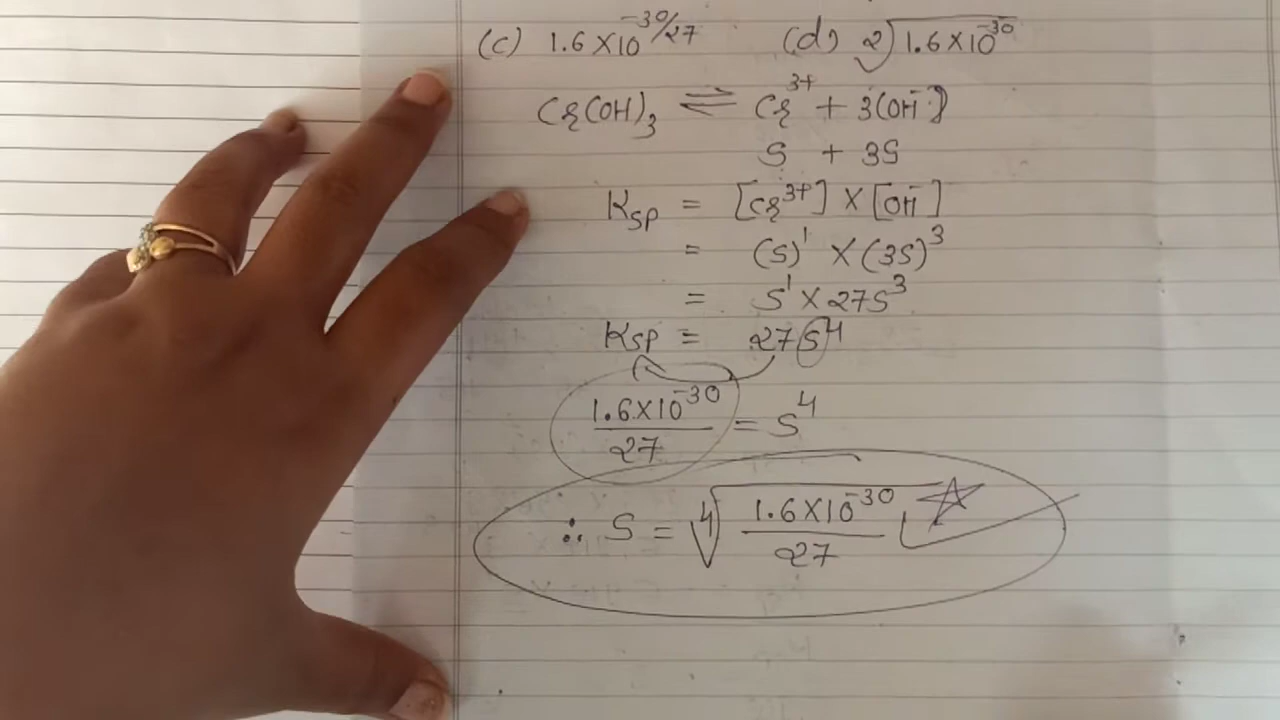 (c) 1.6×10^-30/27 (d) 2√1.6×10^-30
Cr(OH)3 ⇌ Cr^3+ + 3(OH^-)
S + 3S
Ksp = [Cr^3+] × [OH^-]
= (S)^1 × (3S)^3
= S^1 × 27S^3
Ksp = 27S^4
1.6×10^-30/27 = S^4
∴ S = 4√1.6×10^-30/27